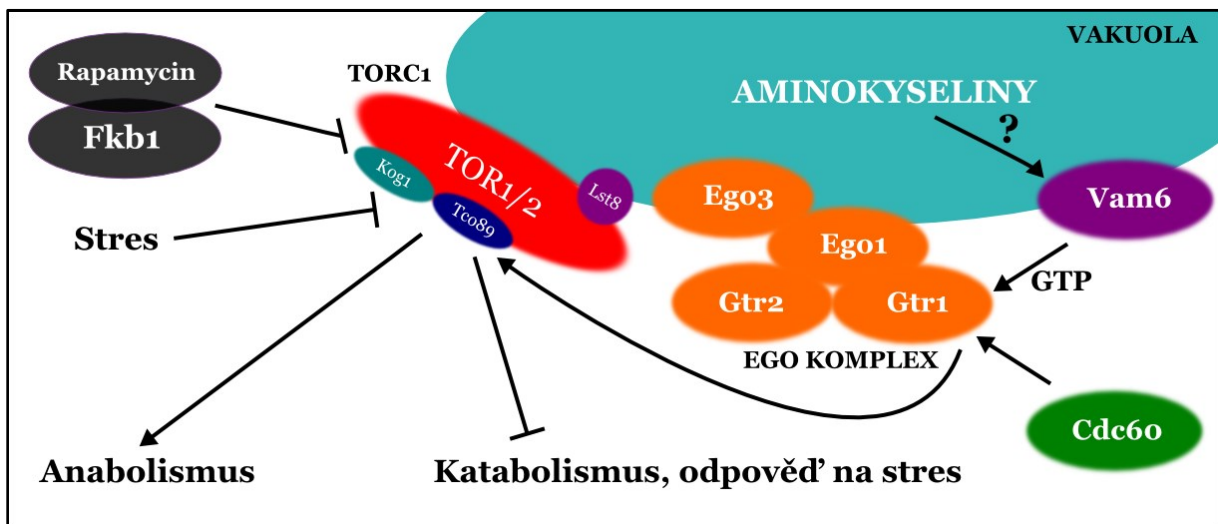 VAKUOLA
Rapamycin
TORC1
Fkb1
AMINOKYSELINY
?
Kog1
TOR1/2
Lst8
Tco89
Ego3
Vam6
Stres
Ego1
GTP
Gtr2
Gtr1
EGO KOMPLEX
Cdc60
Anabolismus
Katabolismus, odpověď na stres